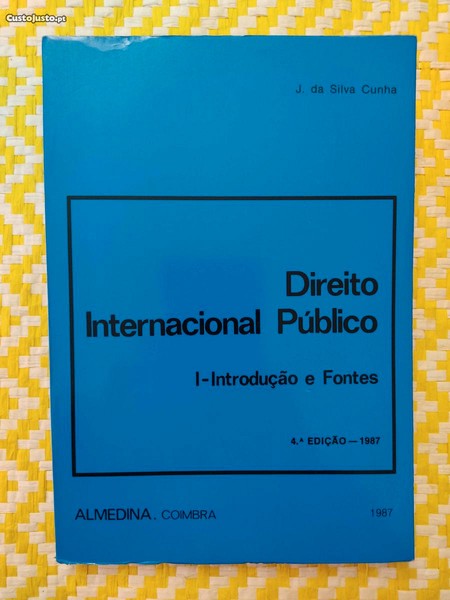 CustoJusto.pt
J. da Silva Cunha
Direito
Internacional Público
I-Introdução e Fontes
4.ª EDIÇÃO — 1987
ALMEDINA, COIMBRA 1987